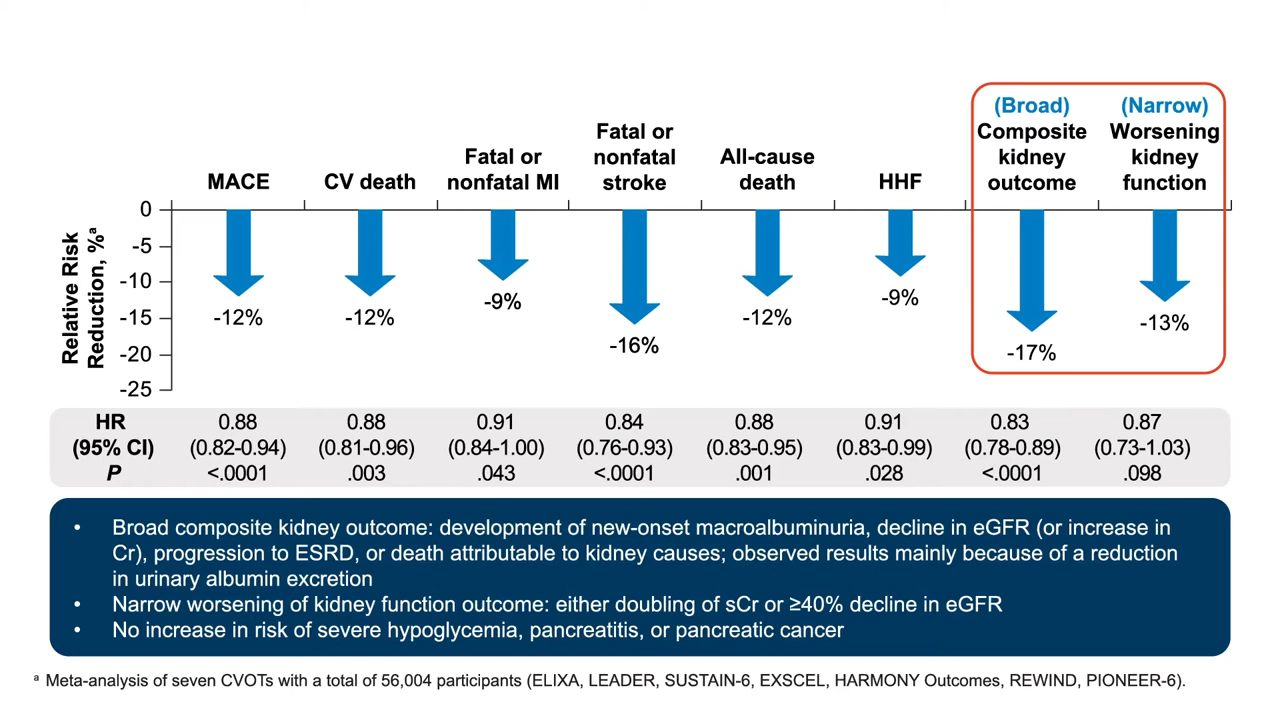 (Broad)
Composite
kidney
outcome
(Narrow)
Worsening
kidney
function
Fatal or
nonfatal
stroke
MACE
CV death
Fatal or
nonfatal MI
All-cause
death
HHF
Relative Risk
Reduction, %ᵃ
0
-5
-10
-15
-20
-25
-12%
-12%
-9%
-16%
-12%
-9%
-17%
-13%
HR 0.88 0.88 0.91 0.84 0.88 0.91 0.83 0.87
(95% CI) (0.82-0.94) (0.81-0.96) (0.84-1.00) (0.76-0.93) (0.83-0.95) (0.83-0.99) (0.78-0.89) (0.73-1.03)
P <.0001 .003 .043 <.0001 .001 .028 <.0001 .098
• Broad composite kidney outcome: development of new-onset macroalbuminuria, decline in eGFR (or increase in
Cr), progression to ESRD, or death attributable to kidney causes; observed results mainly because of a reduction
in urinary albumin excretion
• Narrow worsening of kidney function outcome: either doubling of sCr or ≥40% decline in eGFR
• No increase in risk of severe hypoglycemia, pancreatitis, or pancreatic cancer
ᵃ Meta-analysis of seven CVOTs with a total of 56,004 participants (ELIXA, LEADER, SUSTAIN-6, EXSCEL, HARMONY Outcomes, REWIND, PIONEER-6).